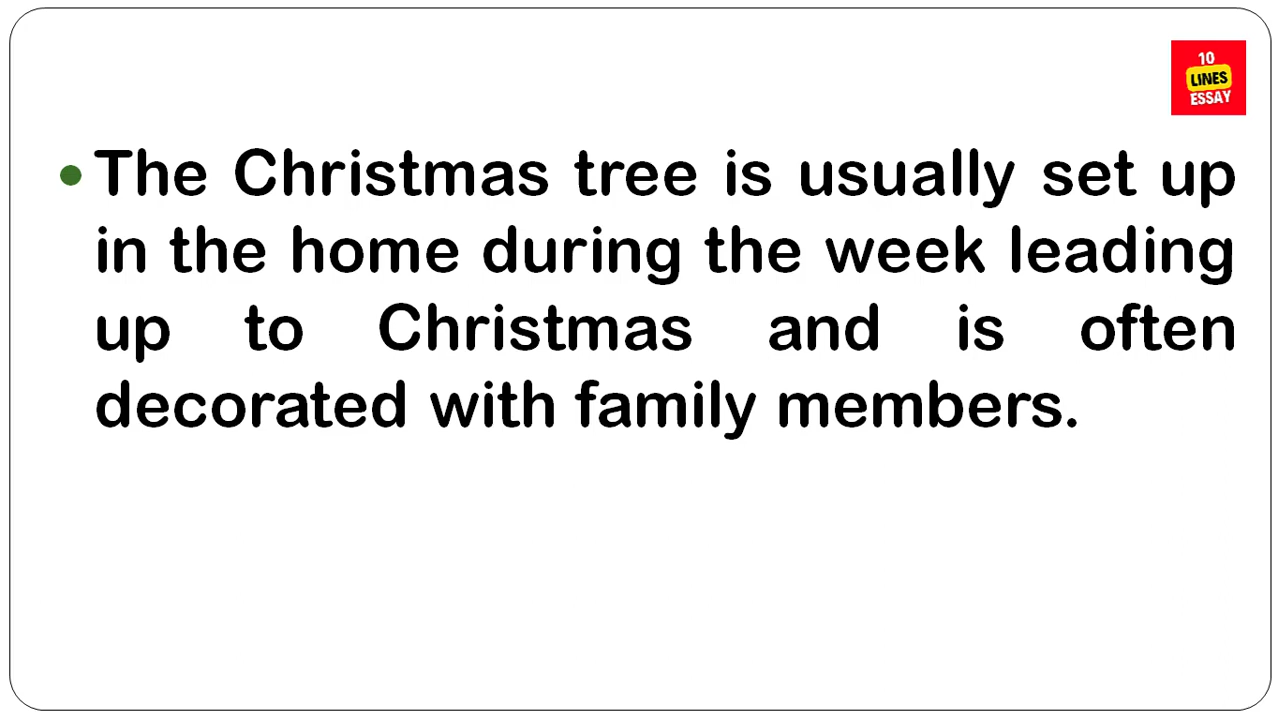 10
LINES
ESSAY
• The Christmas tree is usually set up
in the home during the week leading
up to Christmas and is often
decorated with family members.